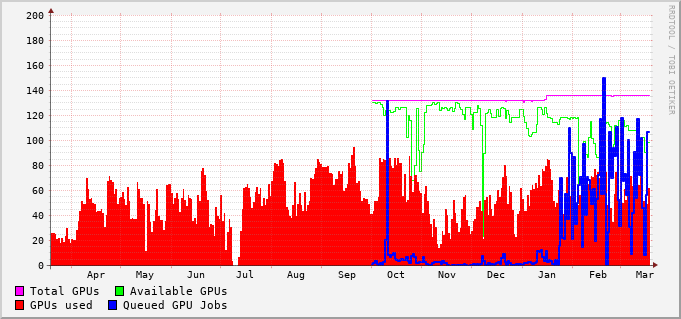 200
180
160
140
120
100
80
60
40
20
0
Apr May Jun Jul Aug Sep Oct Nov Dec Jan Feb Mar
Total GPUs Available GPUs
GPUs used Queued GPU Jobs
RRDTOOL / TOBI OETIKER